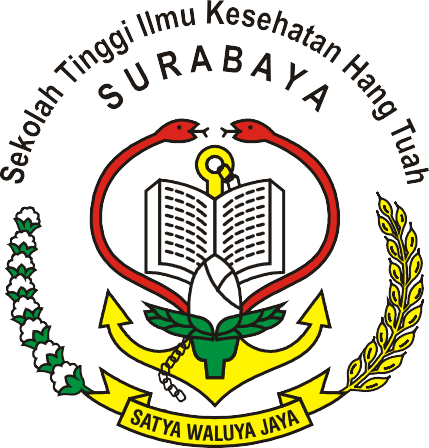 Sekolah Tinggi Ilmu Kesehatan Hang Tuah
SURABAYA
SATYA WALUYA JAYA